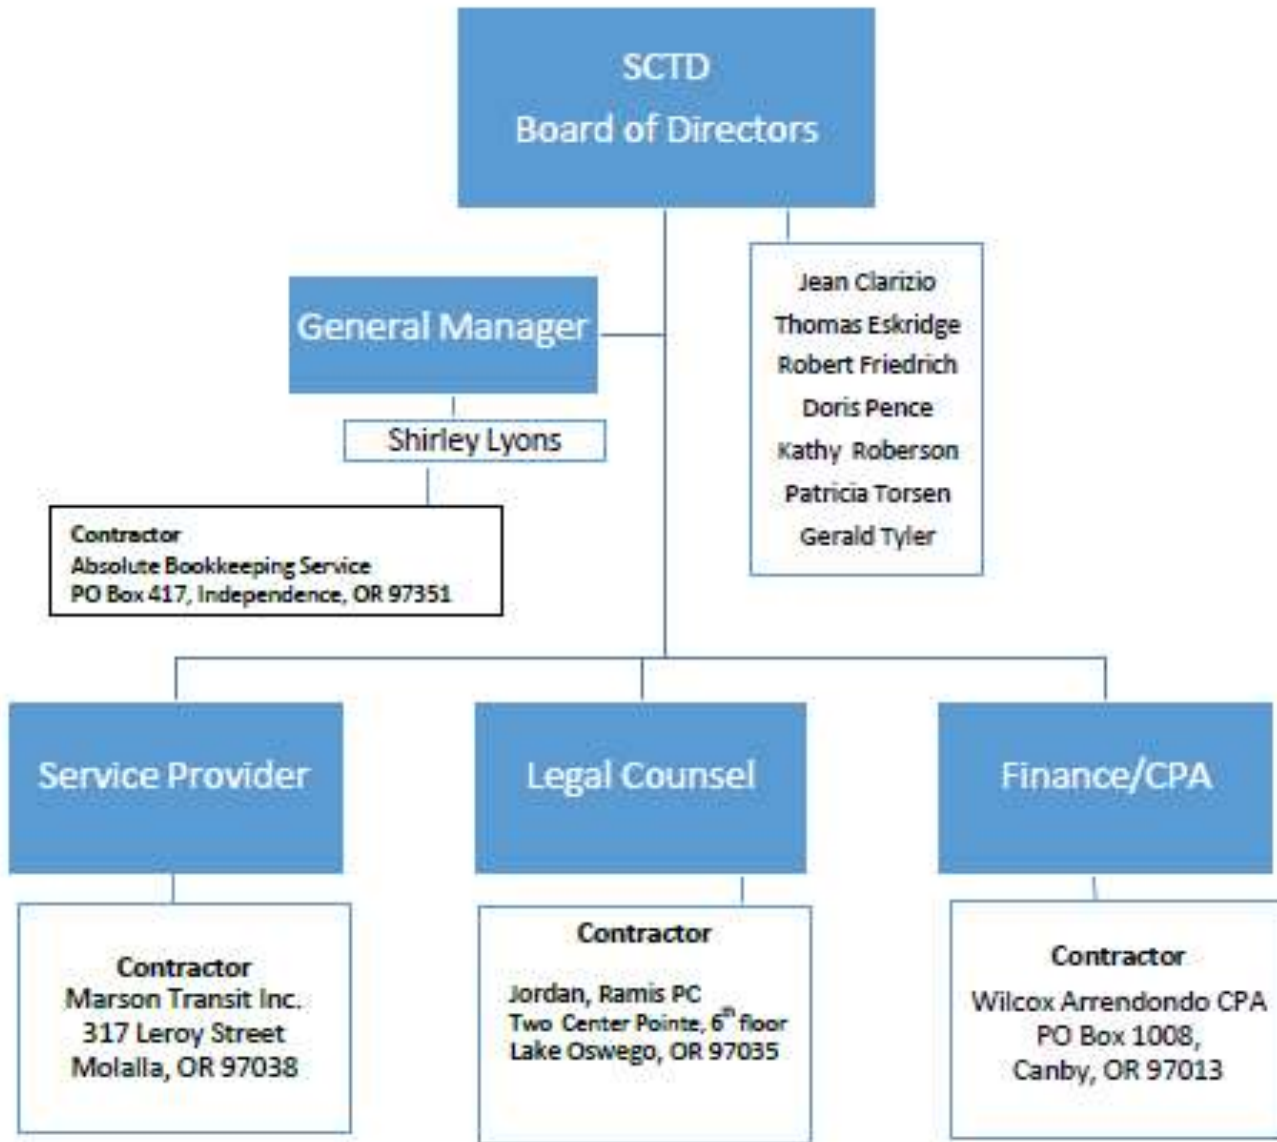 SCTD
Board of Directors
General Manager
Shirley Lyons
Contractor
Absolute Bookkeeping Service
PO Box 417, Independence, OR 97351
Jean Clarizio
Thomas Eskridge
Robert Friedrich
Doris Pence
Kathy Roberson
Patricia Torsen
Gerald Tyler
Service Provider
Contractor
Marson Transit Inc.
317 Leroy Street
Molalla, OR 97038
Legal Counsel
Contractor
Jordan, Ramis PC
Two Center Pointe, 6th floor
Lake Oswego, OR 97035
Finance/CPA
Contractor
Wilcox Arrendondo CPA
PO Box 1008,
Canby, OR 97013